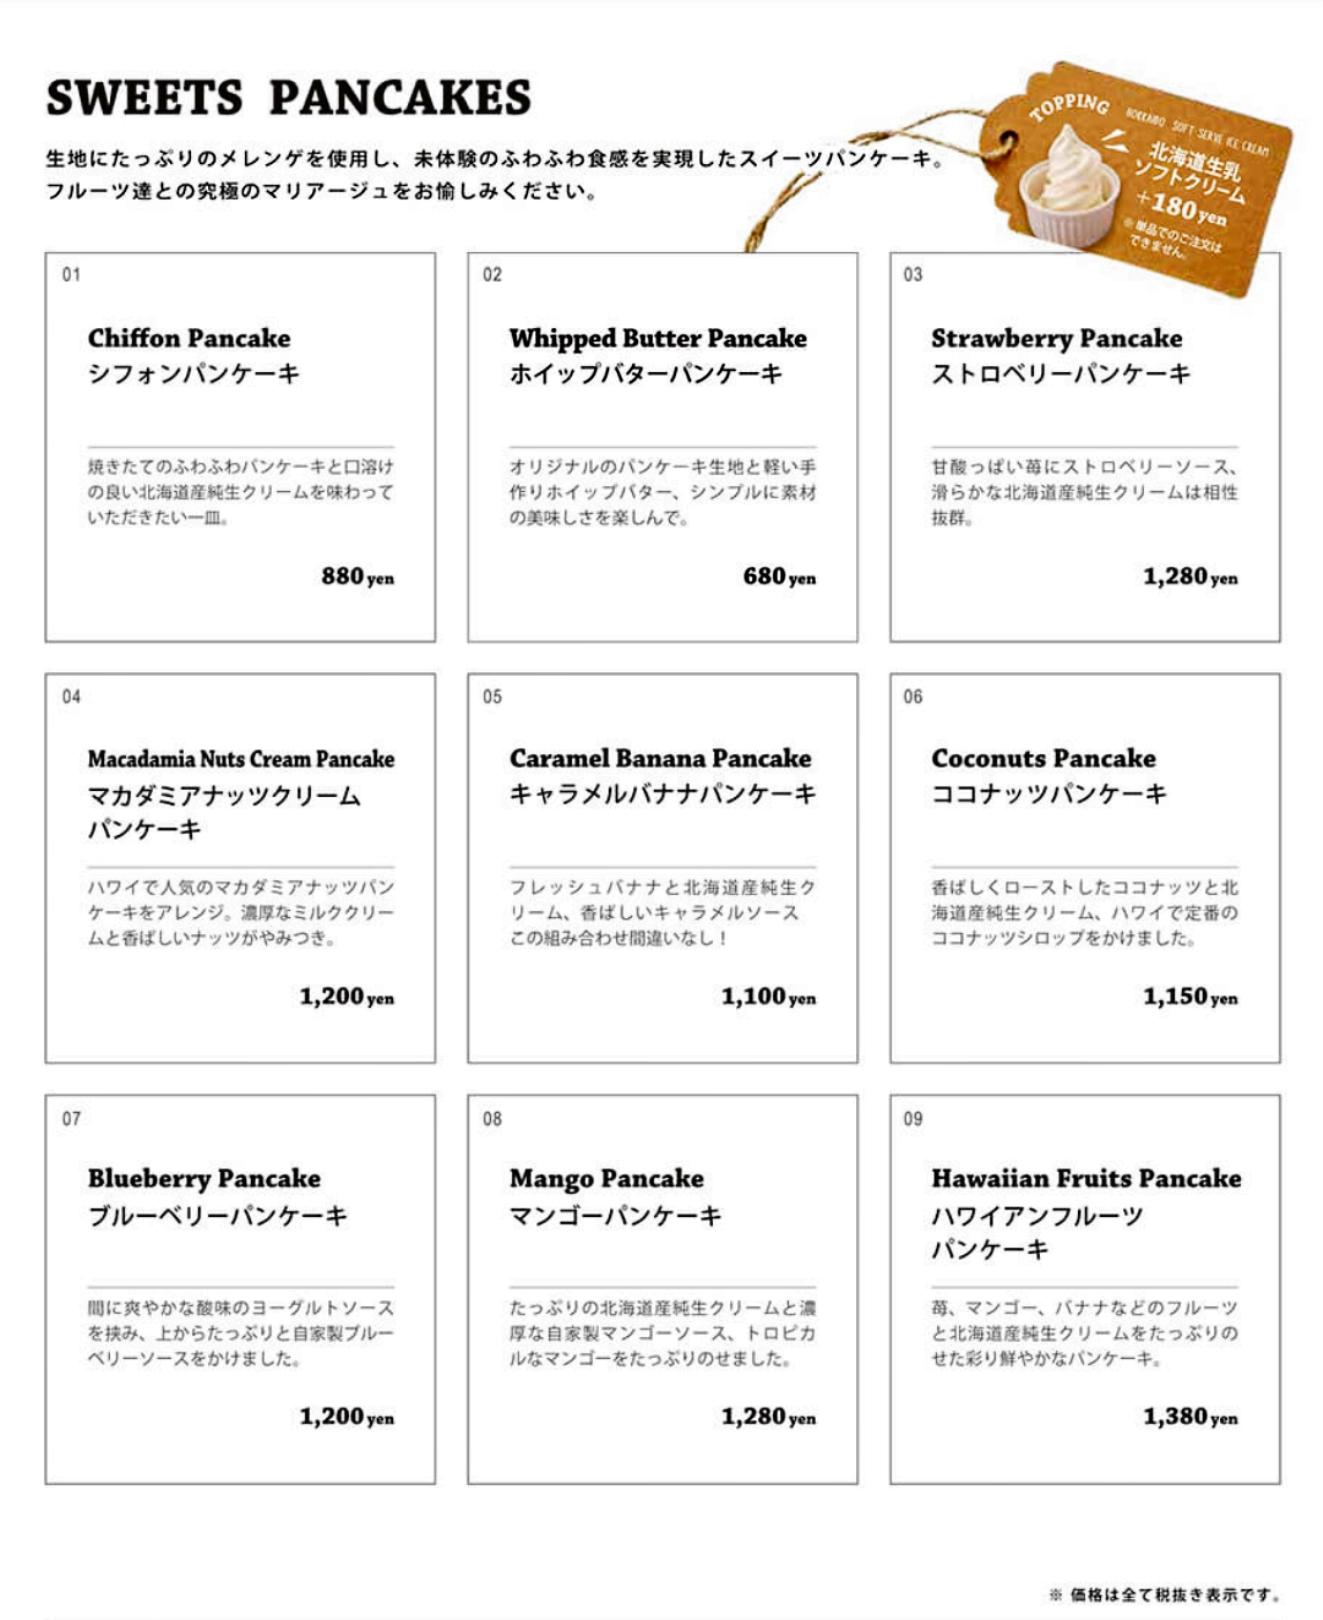 SWEETS PANCAKES
生地にたっぷりのメレンゲを使用し、未体験のふわふわ食感を実現したスイーツパンケーキ。
フルーツ達との究極のマリアージュをお愉しみください。
TOPPING
HOKKAIDO SOFT SERVE ICE CREAM
北海道生乳
ソフトクリーム
+180yen
※単品でのご注文は
できません。
01
Chiffon Pancake
シフォンパンケーキ
焼きたてのふわふわパンケーキと口溶け
の良い北海道産純生クリームを味わって
いただきたい一皿。
880yen
02
Whipped Butter Pancake
ホイップバターパンケーキ
オリジナルのパンケーキ生地と軽い手
作りホイップバター、シンプルに素材
の美味しさを楽しんで。
680yen
03
Strawberry Pancake
ストロベリーパンケーキ
甘酸っぱい苺にストロベリーソース、
滑らかな北海道産純生クリームは相性
抜群。
1,280yen
04
Macadamia Nuts Cream Pancake
マカダミアナッツクリーム
パンケーキ
ハワイで人気のマカダミアナッツパン
ケーキをアレンジ。濃厚なミルククリー
ムと香ばしいナッツがやみつき。
1,200yen
05
Caramel Banana Pancake
キャラメルバナナパンケーキ
フレッシュバナナと北海道産純生ク
リーム、香ばしいキャラメルソース
この組み合わせ間違いなし！
1,100yen
06
Coconuts Pancake
ココナッツパンケーキ
香ばしくローストしたココナッツと北
海道産純生クリーム、ハワイで定番の
ココナッツシロップをかけました。
1,150yen
07
Blueberry Pancake
ブルーベリーパンケーキ
間に爽やかな酸味のヨーグルトソース
を挟み、上からたっぷりと自家製ブルー
ベリーソースをかけました。
1,200yen
08
Mango Pancake
マンゴーパンケーキ
たっぷりの北海道産純生クリームと濃
厚な自家製マンゴーソース、トロピカ
ルなマンゴーをたっぷりのせました。
1,280yen
09
Hawaiian Fruits Pancake
ハワイアンフルーツ
パンケーキ
苺、マンゴー、バナナなどのフルーツ
と北海道産純生クリームをたっぷりの
せた彩り鮮やかなパンケーキ。
1,380yen
※ 価格は全て税抜き表示です。